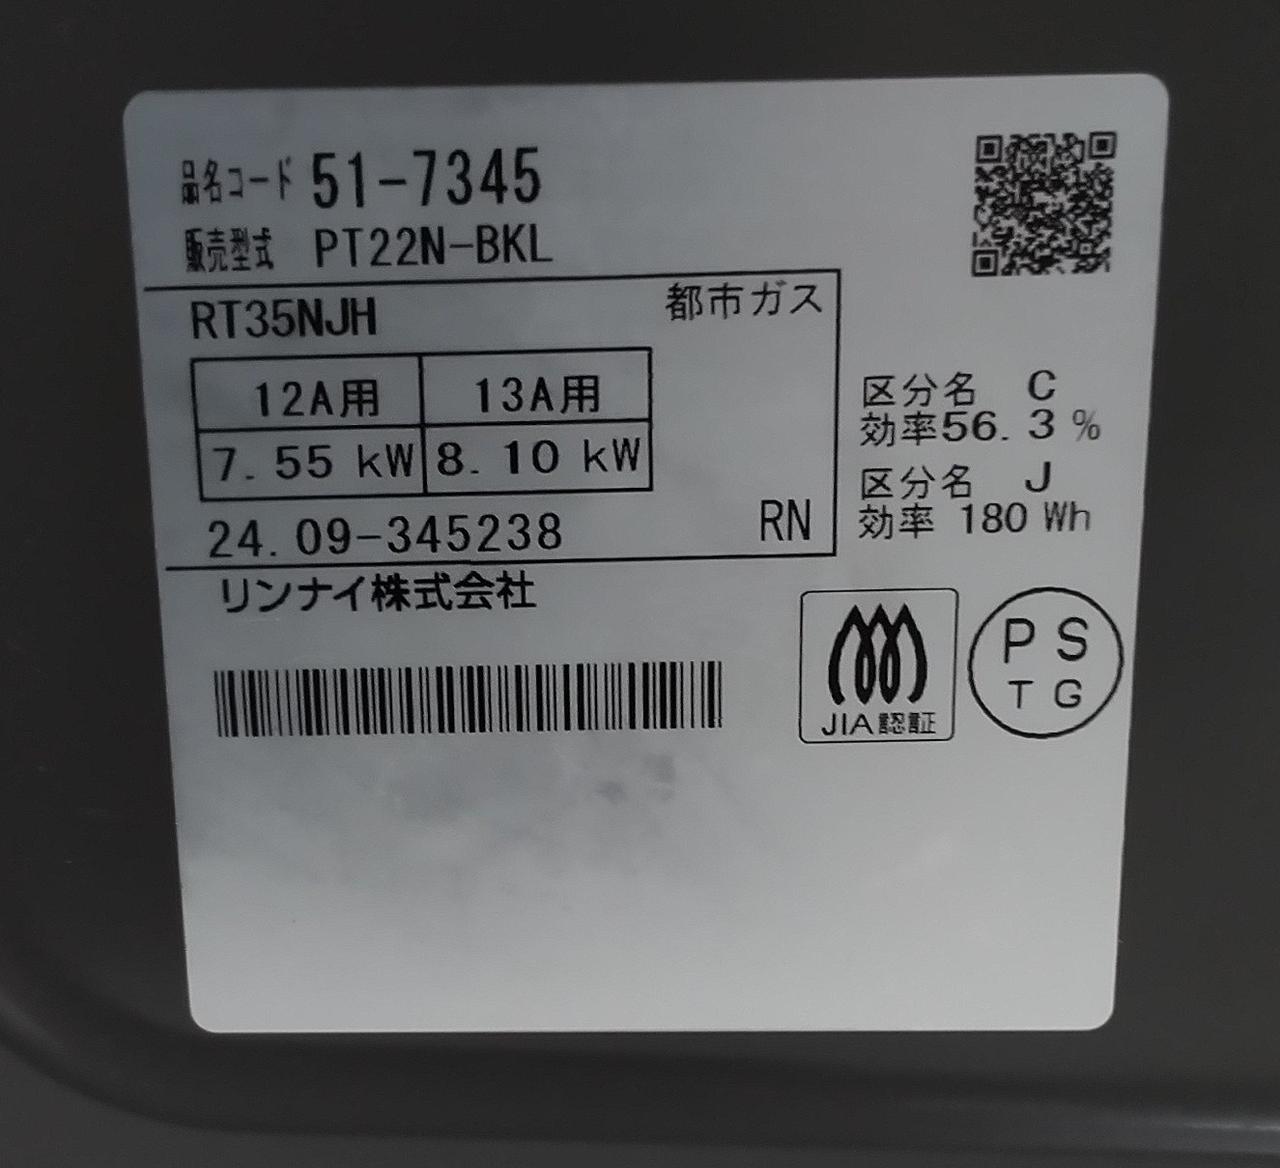 品名コード 51-7345
販売型式 PT22N-BKL
RT35NJH 都市ガス
12A用 13A用
7.55 kW 8.10 kW
24.09-345238 RN
リンナイ株式会社
区分名 C
効率56.3 %
区分名 J
効率 180 Wh
JIA認証
PS
TG